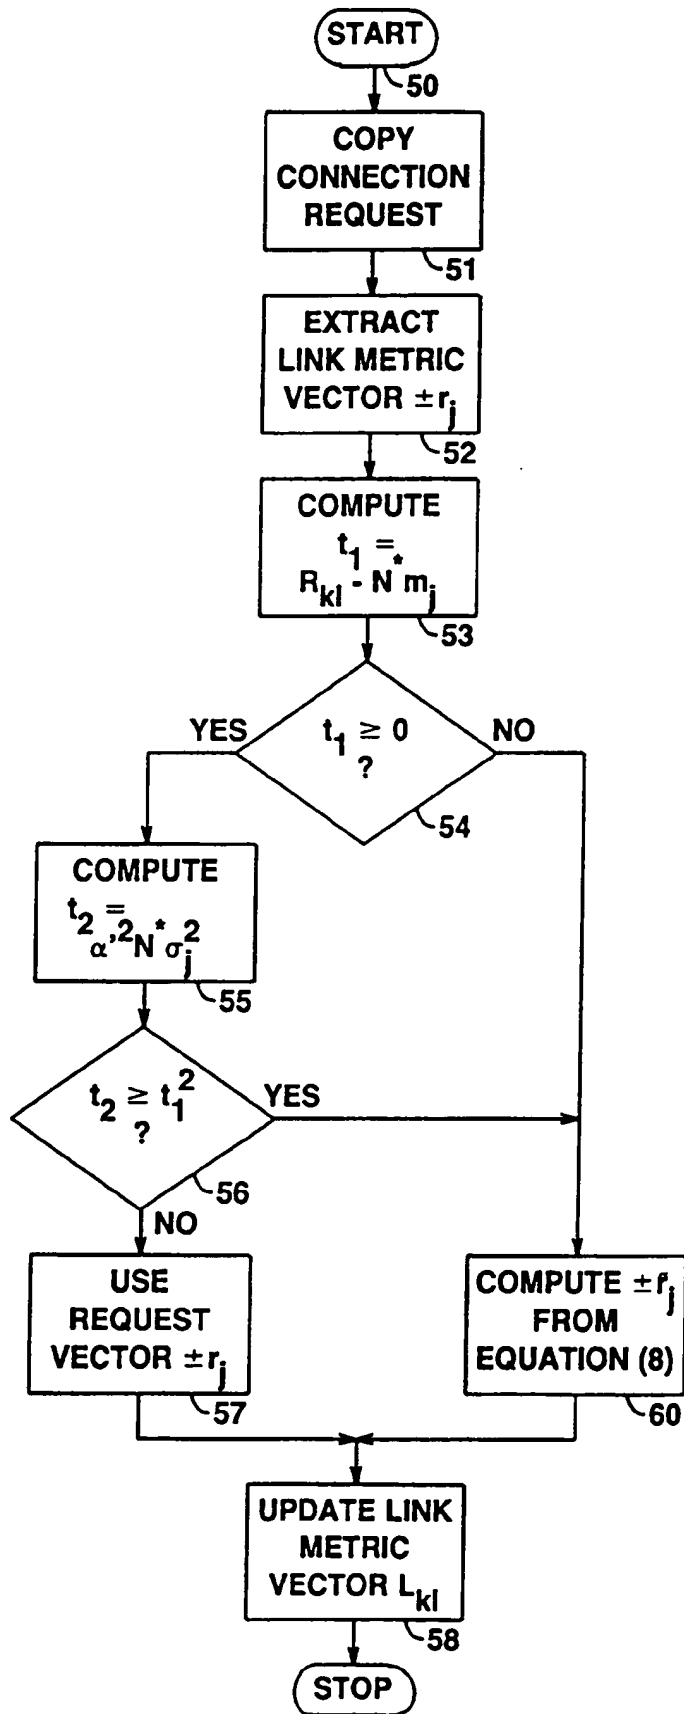 START
50
COPY
CONNECTION
REQUEST
51
EXTRACT
LINK METRIC
VECTOR ±r_j
52
COMPUTE
t_1 =
R_kl - N* m_j
53
YES
t_1 ≥ 0
?
NO
54
COMPUTE
t_2 =
α'^2 N* σ_j^2
55
t_2 ≥ t_1^2
?
YES
56
NO
USE
REQUEST
VECTOR ±r_j
57
COMPUTE ±r̃_j
FROM
EQUATION (8)
60
UPDATE LINK
METRIC
VECTOR L_kl
58
STOP